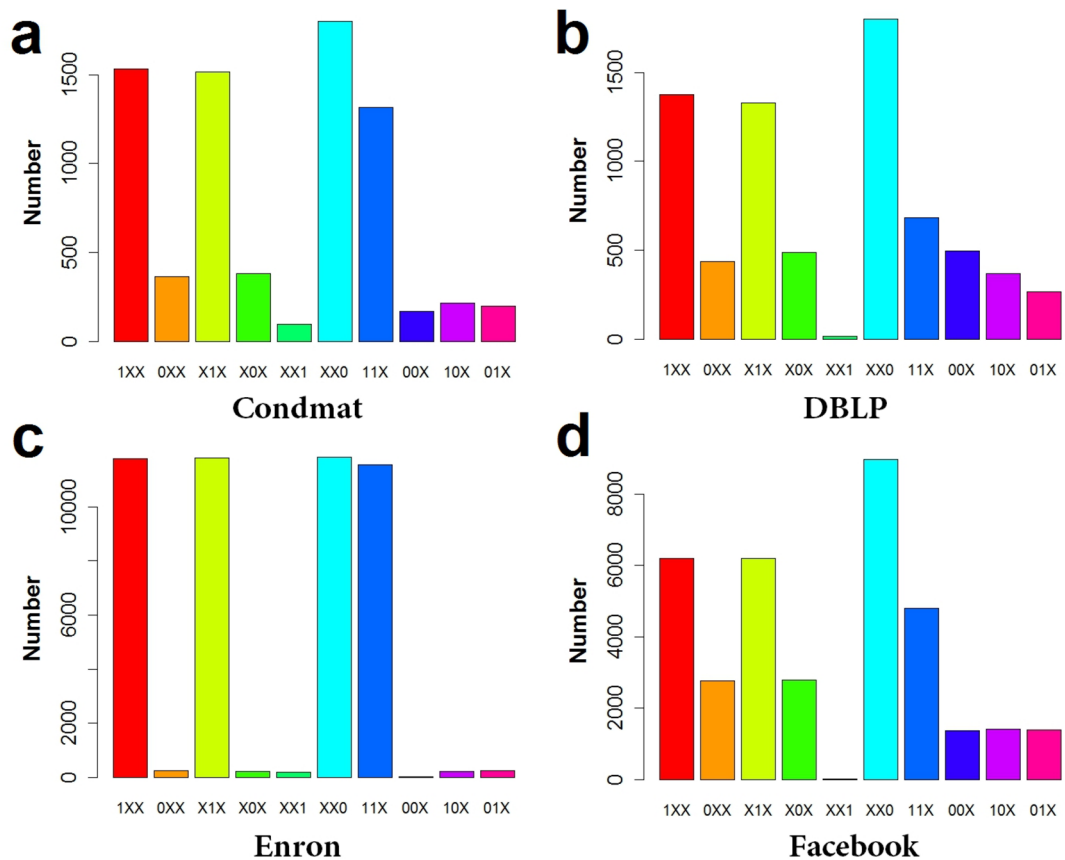 a
Number
0
500
1000
1500
1XX 0XX X1X X0X XX1 XX0 11X 00X 10X 01X
Condmat
b
Number
0
500
1000
1500
1XX 0XX X1X X0X XX1 XX0 11X 00X 10X 01X
DBLP
c
Number
0
2000
6000
10000
1XX 0XX X1X X0X XX1 XX0 11X 00X 10X 01X
Enron
d
Number
0
2000
4000
6000
8000
1XX 0XX X1X X0X XX1 XX0 11X 00X 10X 01X
Facebook